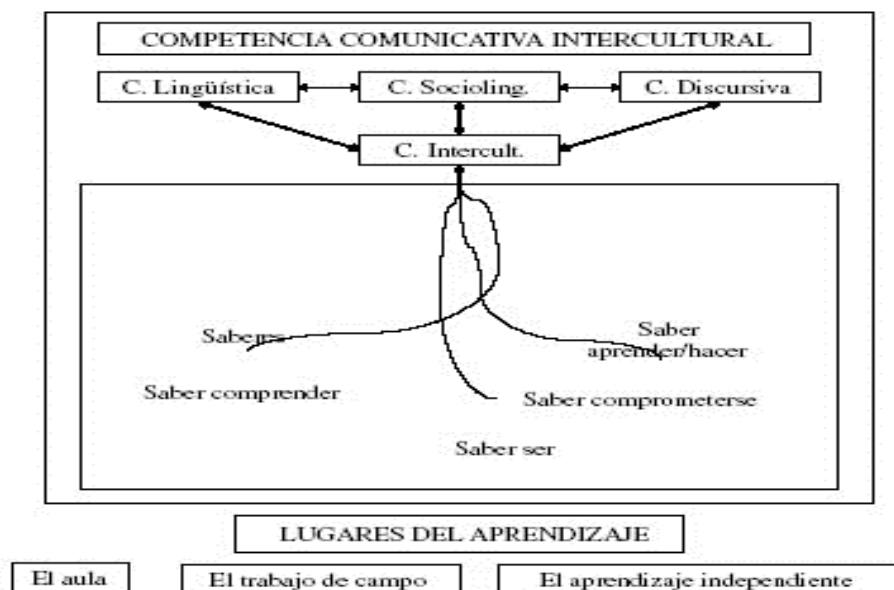 COMPETENCIA COMUNICATIVA INTERCULTURAL
C. Lingüística
C. Socioling.
C. Discursiva
C. Intercult.
Saberes
Saber
aprender/hacer
Saber comprender
Saber comprometerse
Saber ser
LUGARES DEL APRENDIZAJE
El aula
El trabajo de campo
El aprendizaje independiente